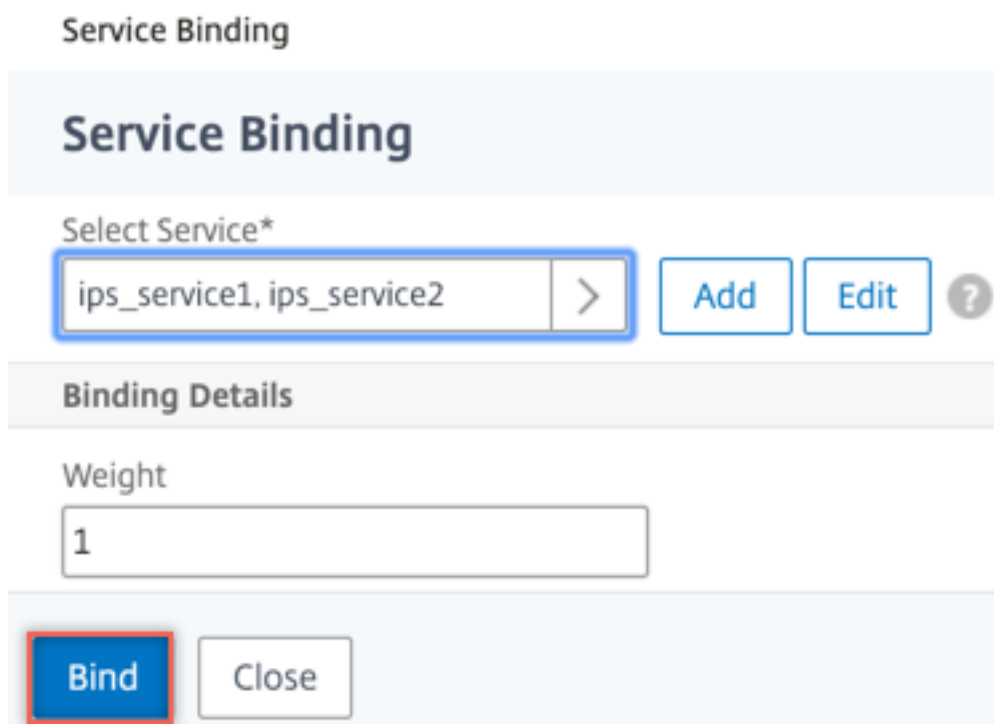 Service Binding
Service Binding
Select Service*
ips_service1, ips_service2
Add
Edit
?
Binding Details
Weight
1
Bind
Close